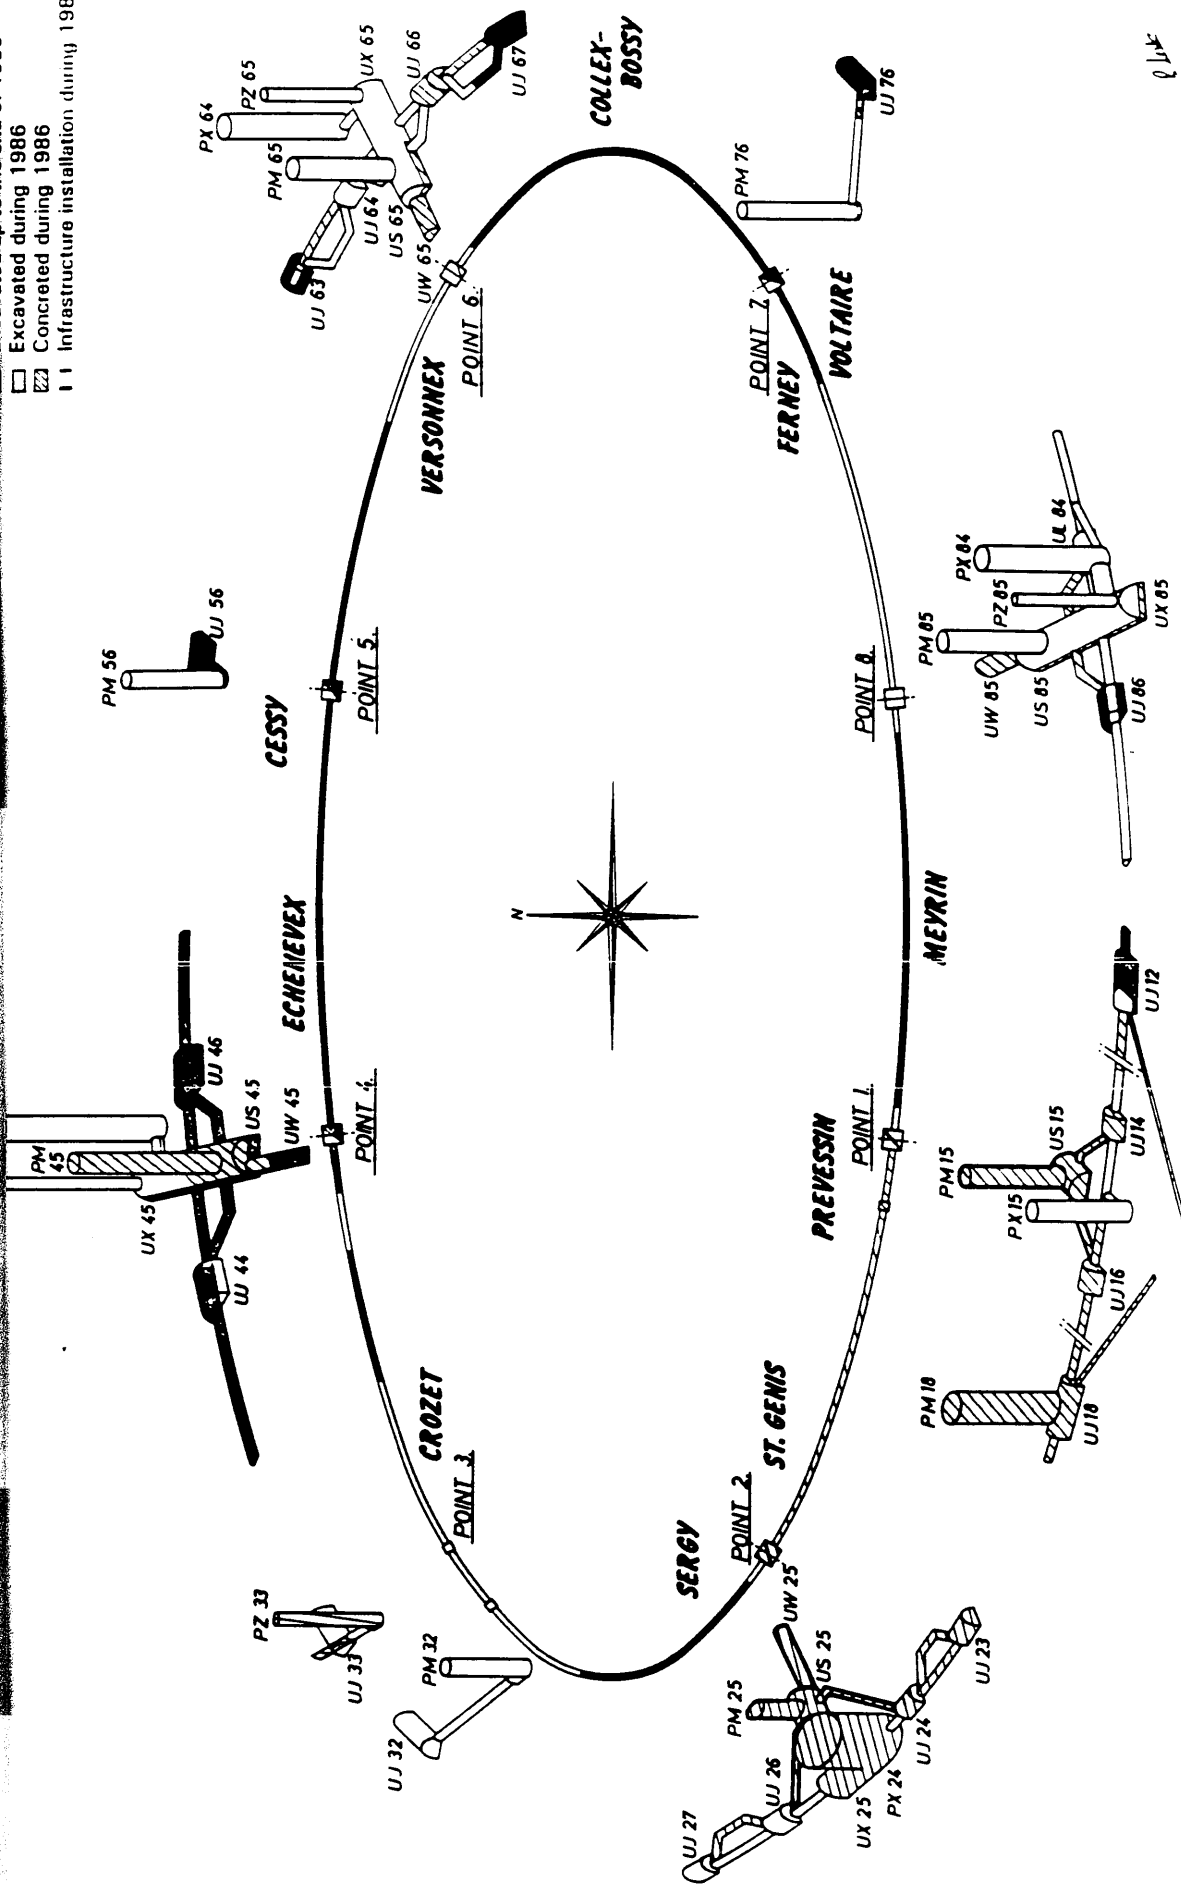 Excavated during 1986
Concreted during 1986
Infrastructure installation during 198
PX 64
PZ 65
UX 65
UJ 66
UJ 67
PM 65
UJ 64
US 65
UJ 63
UW 65
COLLEX-
BOSSY
VERSONNEX
POINT 6.
PM 76
UJ 76
POINT 7.
FERNEY
VOLTAIRE
PM 56
UJ 56
CESSY
POINT 5.
POINT 8.
PX 84
UL 84
PZ 85
PM 85
UW 85
US 85
UJ 86
UX 85
N
ECHENEVEX
MEYRIN
PM
45
UJ 46
US 45
UW 45
UX 45
UJ 44
POINT 4.
PREVESSIN
POINT 1.
UJ 12
US 15
UJ 14
PM 15
PX 15
UJ 16
PM 18
UJ 18
CROZET
POINT 3.
ST. GENIS
POINT 2.
SERGY
PZ 33
UJ 33
PM 32
UJ 32
UW 25
US 25
PM 25
UJ 23
UJ 24
UJ 26
PX 24
UX 25
UJ 27